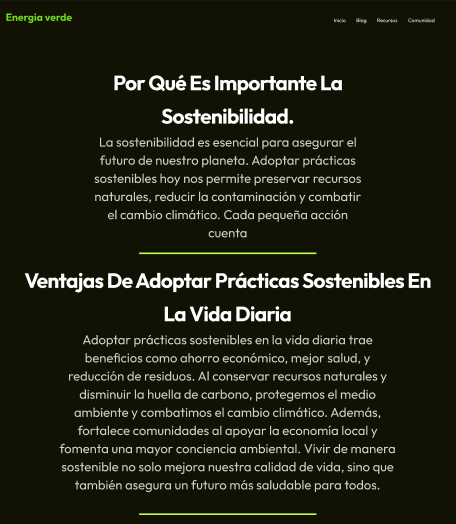 Energia verde
Inicio Blog Recursos Comunidad
Por Qué Es Importante La
Sostenibilidad.
La sostenibilidad es esencial para asegurar el
futuro de nuestro planeta. Adoptar prácticas
sostenibles hoy nos permite preservar recursos
naturales, reducir la contaminación y combatir
el cambio climático. Cada pequeña acción
cuenta
Ventajas De Adoptar Prácticas Sostenibles En
La Vida Diaria
Adoptar prácticas sostenibles en la vida diaria trae
beneficios como ahorro económico, mejor salud, y
reducción de residuos. Al conservar recursos naturales y
disminuir la huella de carbono, protegemos el medio
ambiente y combatimos el cambio climático. Además,
fortalece comunidades al apoyar la economía local y
fomenta una mayor conciencia ambiental. Vivir de manera
sostenible no solo mejora nuestra calidad de vida, sino que
también asegura un futuro más saludable para todos.